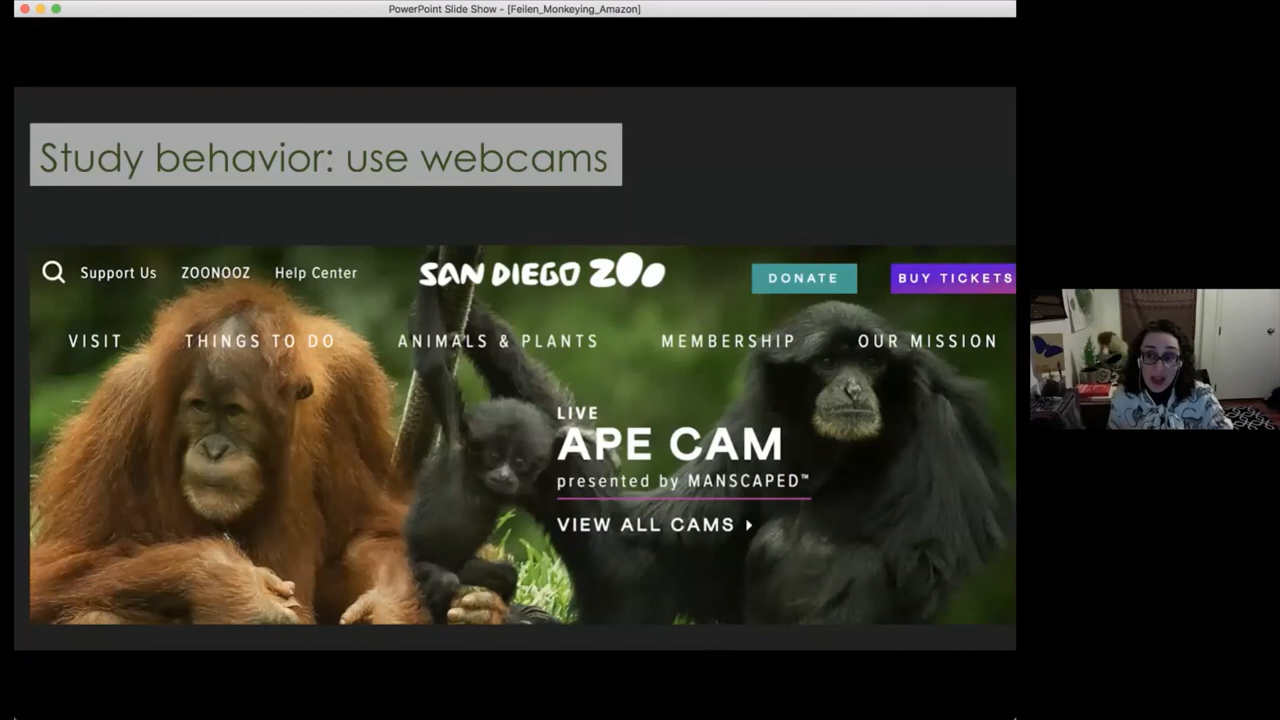 PowerPoint Slide Show - [Feilen_Monkeying_Amazon]
Study behavior: use webcams
Support Us ZOONOOZ Help Center SAN DIEGO ZOO DONATE BUY TICKETS
VISIT THINGS TO DO ANIMALS & PLANTS MEMBERSHIP OUR MISSION
LIVE
APE CAM
presented by MANSCAPED™
VIEW ALL CAMS